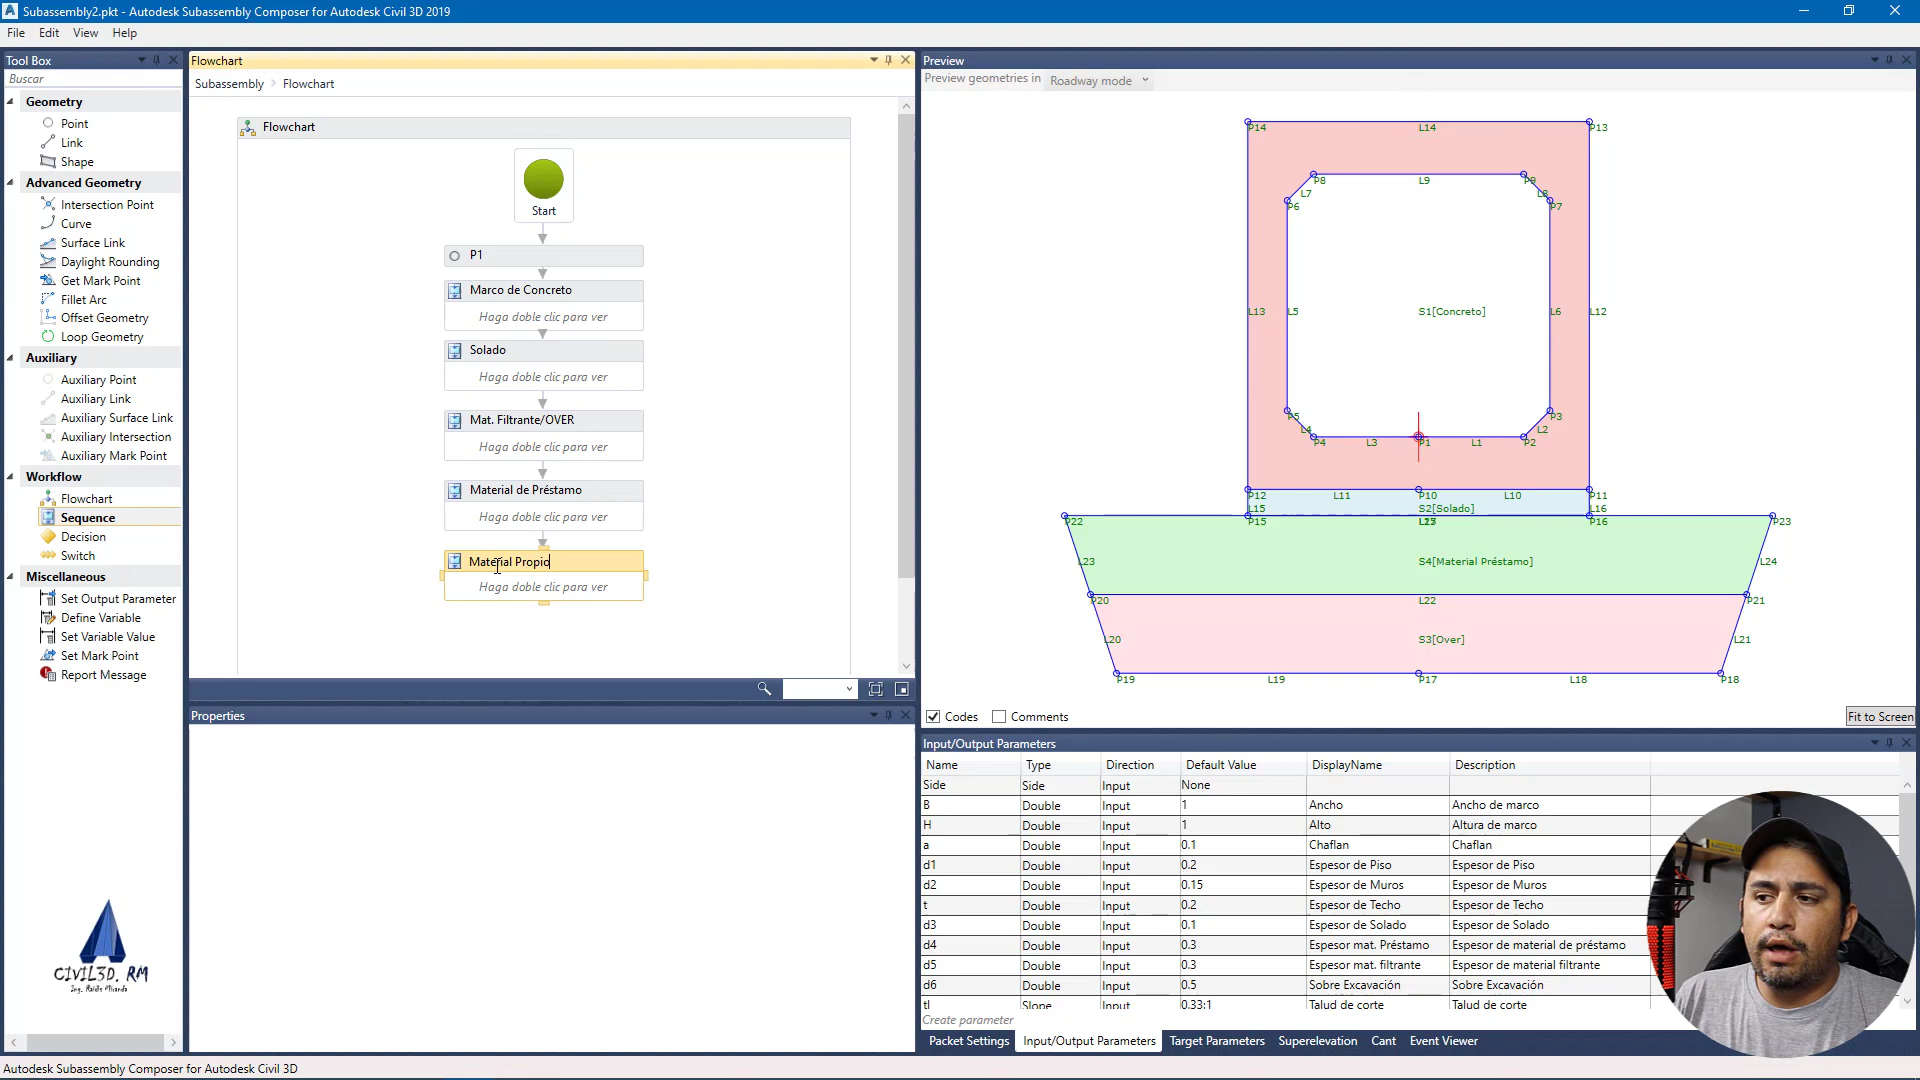 Subassembly2.pkt - Autodesk Subassembly Composer for Autodesk Civil 3D 2019
File Edit View Help
Tool Box
Buscar
Geometry
Point
Link
Shape
Advanced Geometry
Intersection Point
Curve
Surface Link
Daylight Rounding
Get Mark Point
Fillet Arc
Offset Geometry
Loop Geometry
Auxiliary
Auxiliary Point
Auxiliary Link
Auxiliary Surface Link
Auxiliary Intersection
Auxiliary Mark Point
Workflow
Flowchart
Sequence
Decision
Switch
Miscellaneous
Set Output Parameter
Define Variable
Set Variable Value
Set Mark Point
Report Message
CIVIL3D. RM
Ing. Raidis Miranda
Flowchart
Subassembly > Flowchart
Flowchart
Start
P1
Marco de Concreto
Haga doble clic para ver
Solado
Haga doble clic para ver
Mat. Filtrante/OVER
Haga doble clic para ver
Material de Préstamo
Haga doble clic para ver
Material Propio
Haga doble clic para ver
Properties
Preview
Preview geometries in Roadway mode
P14 L14 P13
P8 L9 P9
L7 L8
P6 P7
L13 L5 S1[Concreto] L6 L12
P5 P3
L4 L2
P4 L3 P1 L1 P2
P12 L11 P10 L10 P11
L15 S2[Solado] L16
P22 P15 P16 P23
L23 S4[Material Préstamo] L24
P20 L22 P21
L20 S3[Over] L21
P19 L19 P17 L18 P18
Codes Comments Fit to Screen
Input/Output Parameters
Name Type Direction Default Value DisplayName Description
Side Side Input None
B Double Input 1 Ancho Ancho de marco
H Double Input 1 Alto Altura de marco
a Double Input 0.1 Chaflan Chaflan
d1 Double Input 0.2 Espesor de Piso Espesor de Piso
d2 Double Input 0.15 Espesor de Muros Espesor de Muros
t Double Input 0.2 Espesor de Techo Espesor de Techo
d3 Double Input 0.1 Espesor de Solado Espesor de Solado
d4 Double Input 0.3 Espesor mat. Préstamo Espesor de material de préstamo
d5 Double Input 0.3 Espesor mat. filtrante Espesor de material filtrante
d6 Double Input 0.5 Sobre Excavación Sobre Excavación
tl Slope Input 0.33:1 Talud de corte Talud de corte
Create parameter
Packet Settings Input/Output Parameters Target Parameters Superelevation Cant Event Viewer
Autodesk Subassembly Composer for Autodesk Civil 3D